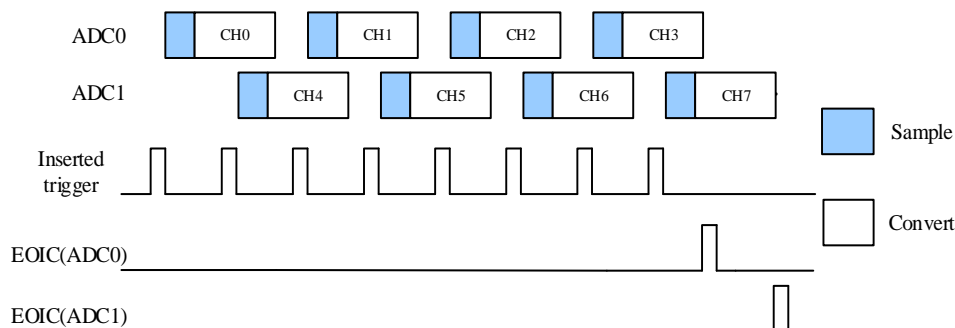 ADC0
CH0
CH1
CH2
CH3
ADC1
CH4
CH5
CH6
CH7
Sample
Inserted
trigger
Convert
EOIC(ADC0)
EOIC(ADC1)